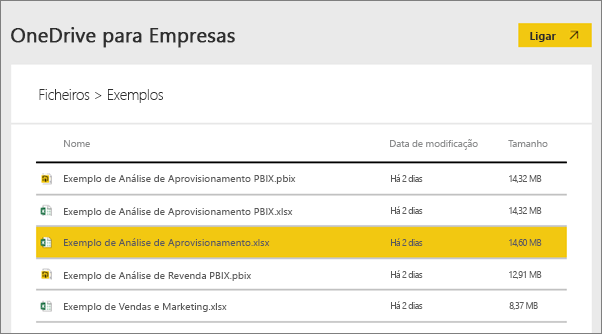 OneDrive para Empresas
Ligar
Ficheiros > Exemplos
Nome Data de modificação Tamanho
Exemplo de Análise de Aprovisionamento PBIX.pbix Há 2 dias 14,32 MB
Exemplo de Análise de Aprovisionamento PBIX.xlsx Há 2 dias 14,32 MB
Exemplo de Análise de Aprovisionamento.xlsx Há 2 dias 14,60 MB
Exemplo de Análise de Revenda PBIX.pbix Há 2 dias 12,91 MB
Exemplo de Vendas e Marketing.xlsx Há 2 dias 8,37 MB